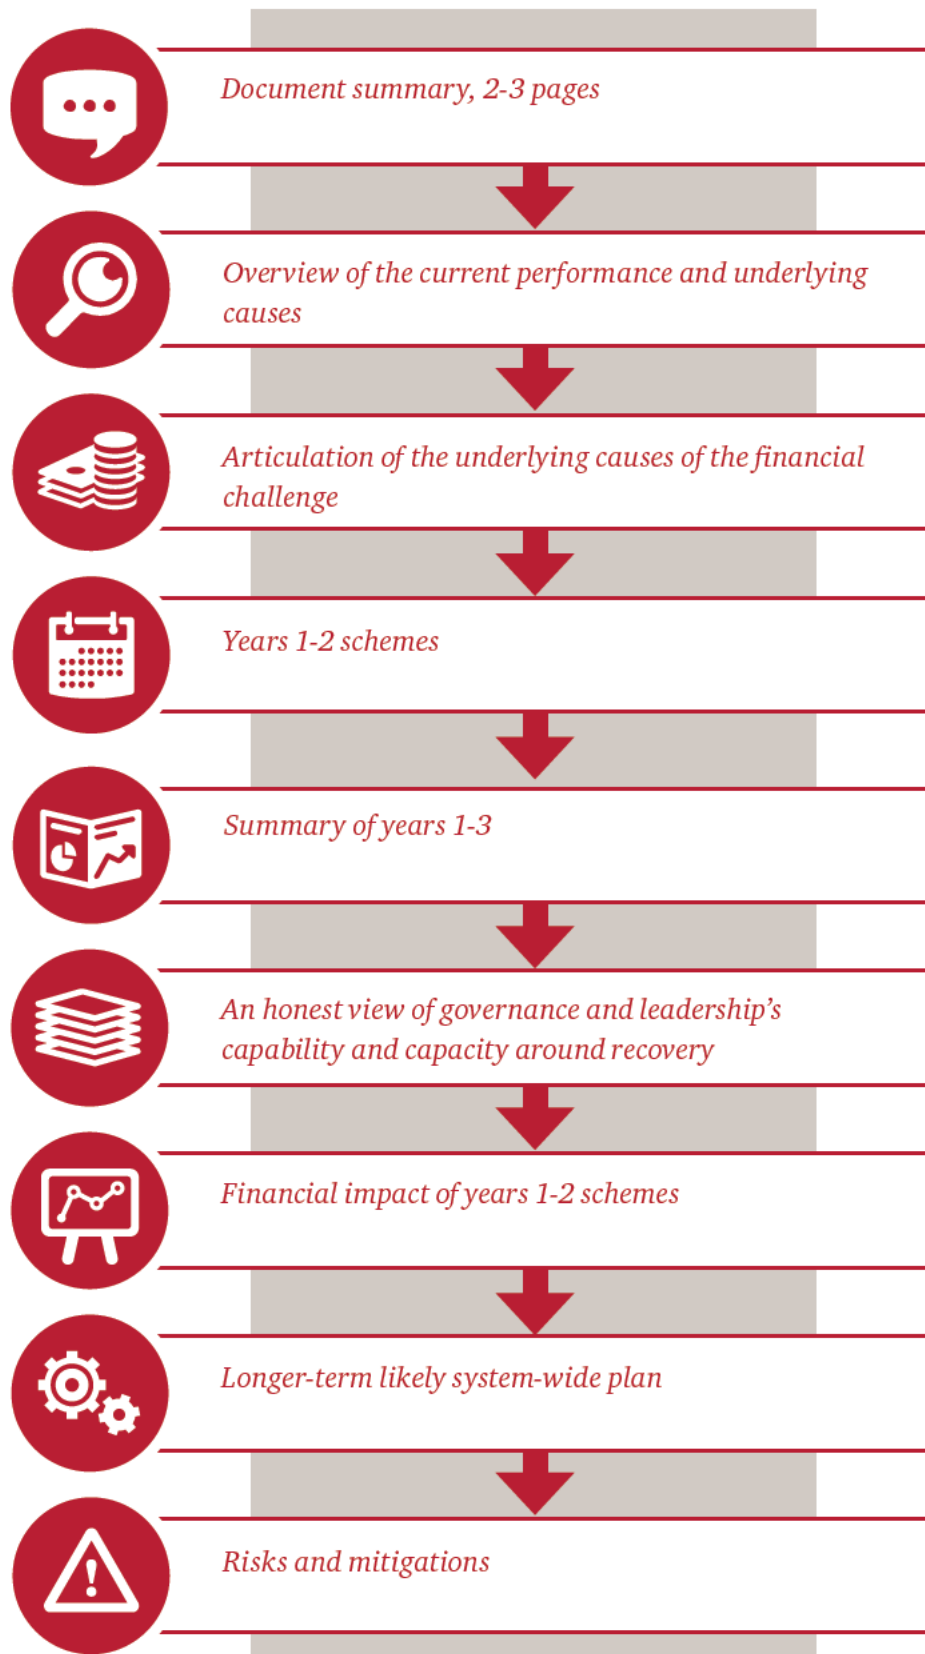 Document summary, 2-3 pages
Overview of the current performance and underlying
causes
Articulation of the underlying causes of the financial
challenge
Years 1-2 schemes
Summary of years 1-3
An honest view of governance and leadership’s
capability and capacity around recovery
Financial impact of years 1-2 schemes
Longer-term likely system-wide plan
Risks and mitigations